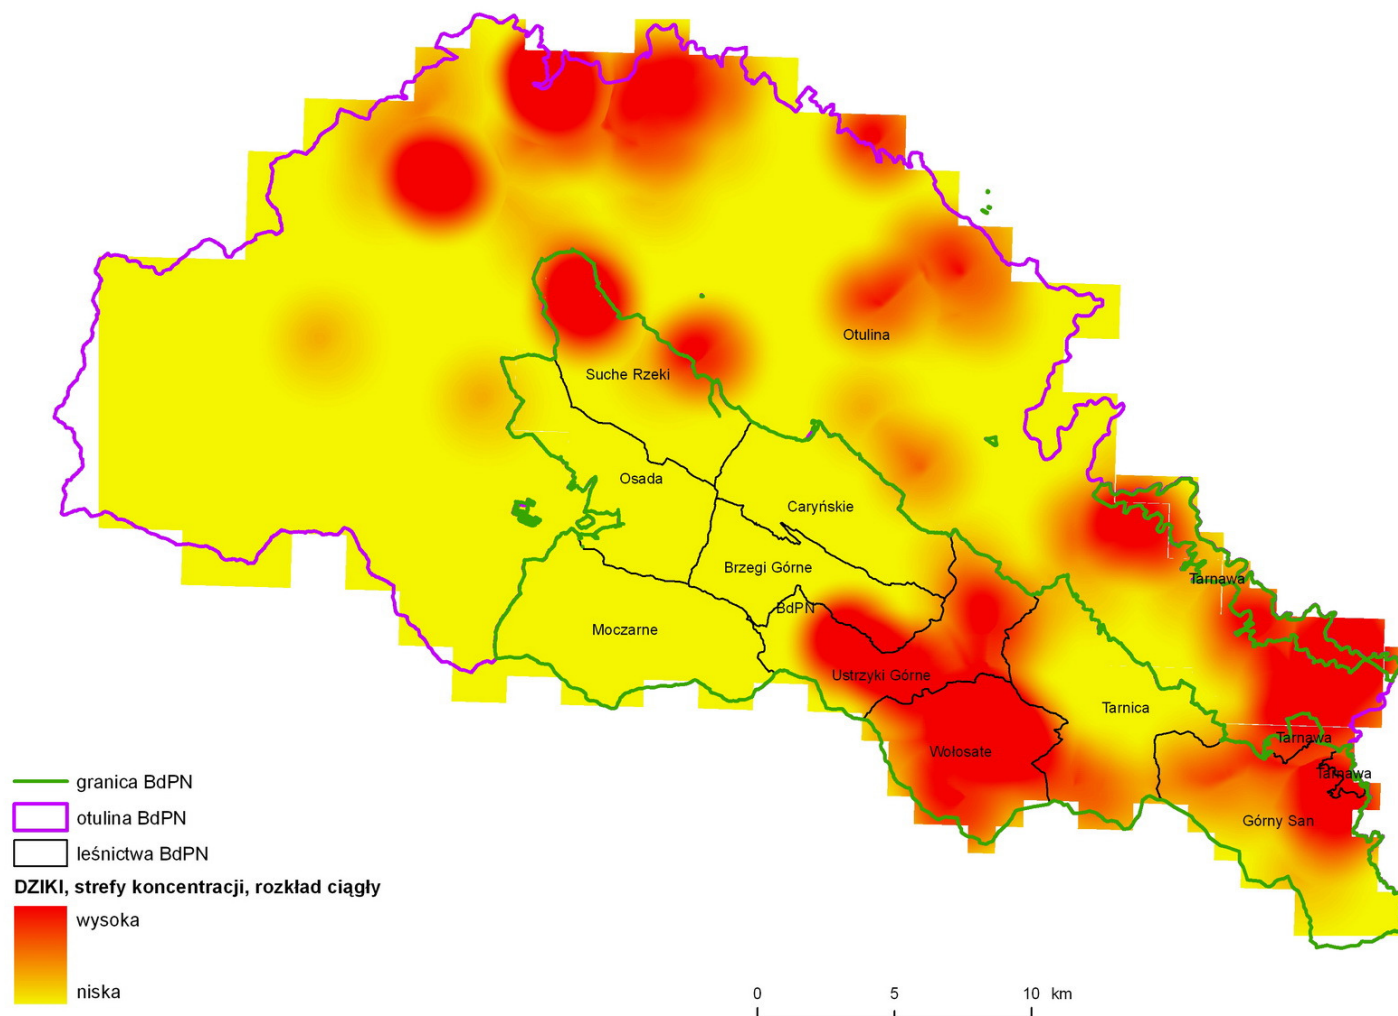 Otulina
Suche Rzeki
Osada
Caryńskie
Brzegi Górne
Tarnawa
BdPN
Moczarne
Ustrzyki Górne
Tarnica
Wołosate
Tarnawa
Tarnawa
Górny San
granica BdPN
otulina BdPN
leśnictwa BdPN
DZIKI, strefy koncentracji, rozkład ciągły
wysoka
niska
0 5 10 km